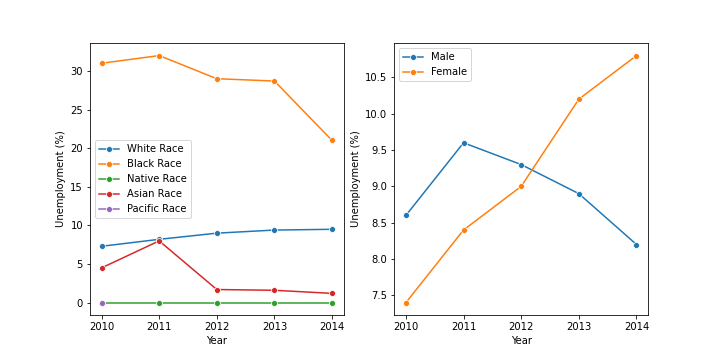 Unemployment (%)
30
25
20
15
10
5
0
White Race
Black Race
Native Race
Asian Race
Pacific Race
2010 2011 2012 2013 2014
Year
Unemployment (%)
10.5
10.0
9.5
9.0
8.5
8.0
7.5
Male
Female
2010 2011 2012 2013 2014
Year